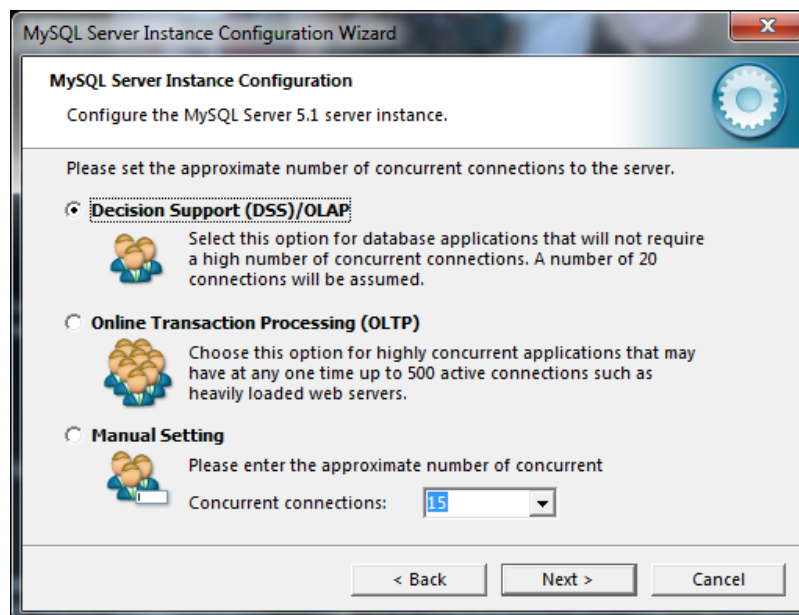 MySQL Server Instance Configuration Wizard
MySQL Server Instance Configuration
Configure the MySQL Server 5.1 server instance.
Please set the approximate number of concurrent connections to the server.
Decision Support (DSS)/OLAP
Select this option for database applications that will not require
a high number of concurrent connections. A number of 20
connections will be assumed.
Online Transaction Processing (OLTP)
Choose this option for highly concurrent applications that may
have at any one time up to 500 active connections such as
heavily loaded web servers.
Manual Setting
Please enter the approximate number of concurrent
Concurrent connections: 15
< Back Next > Cancel